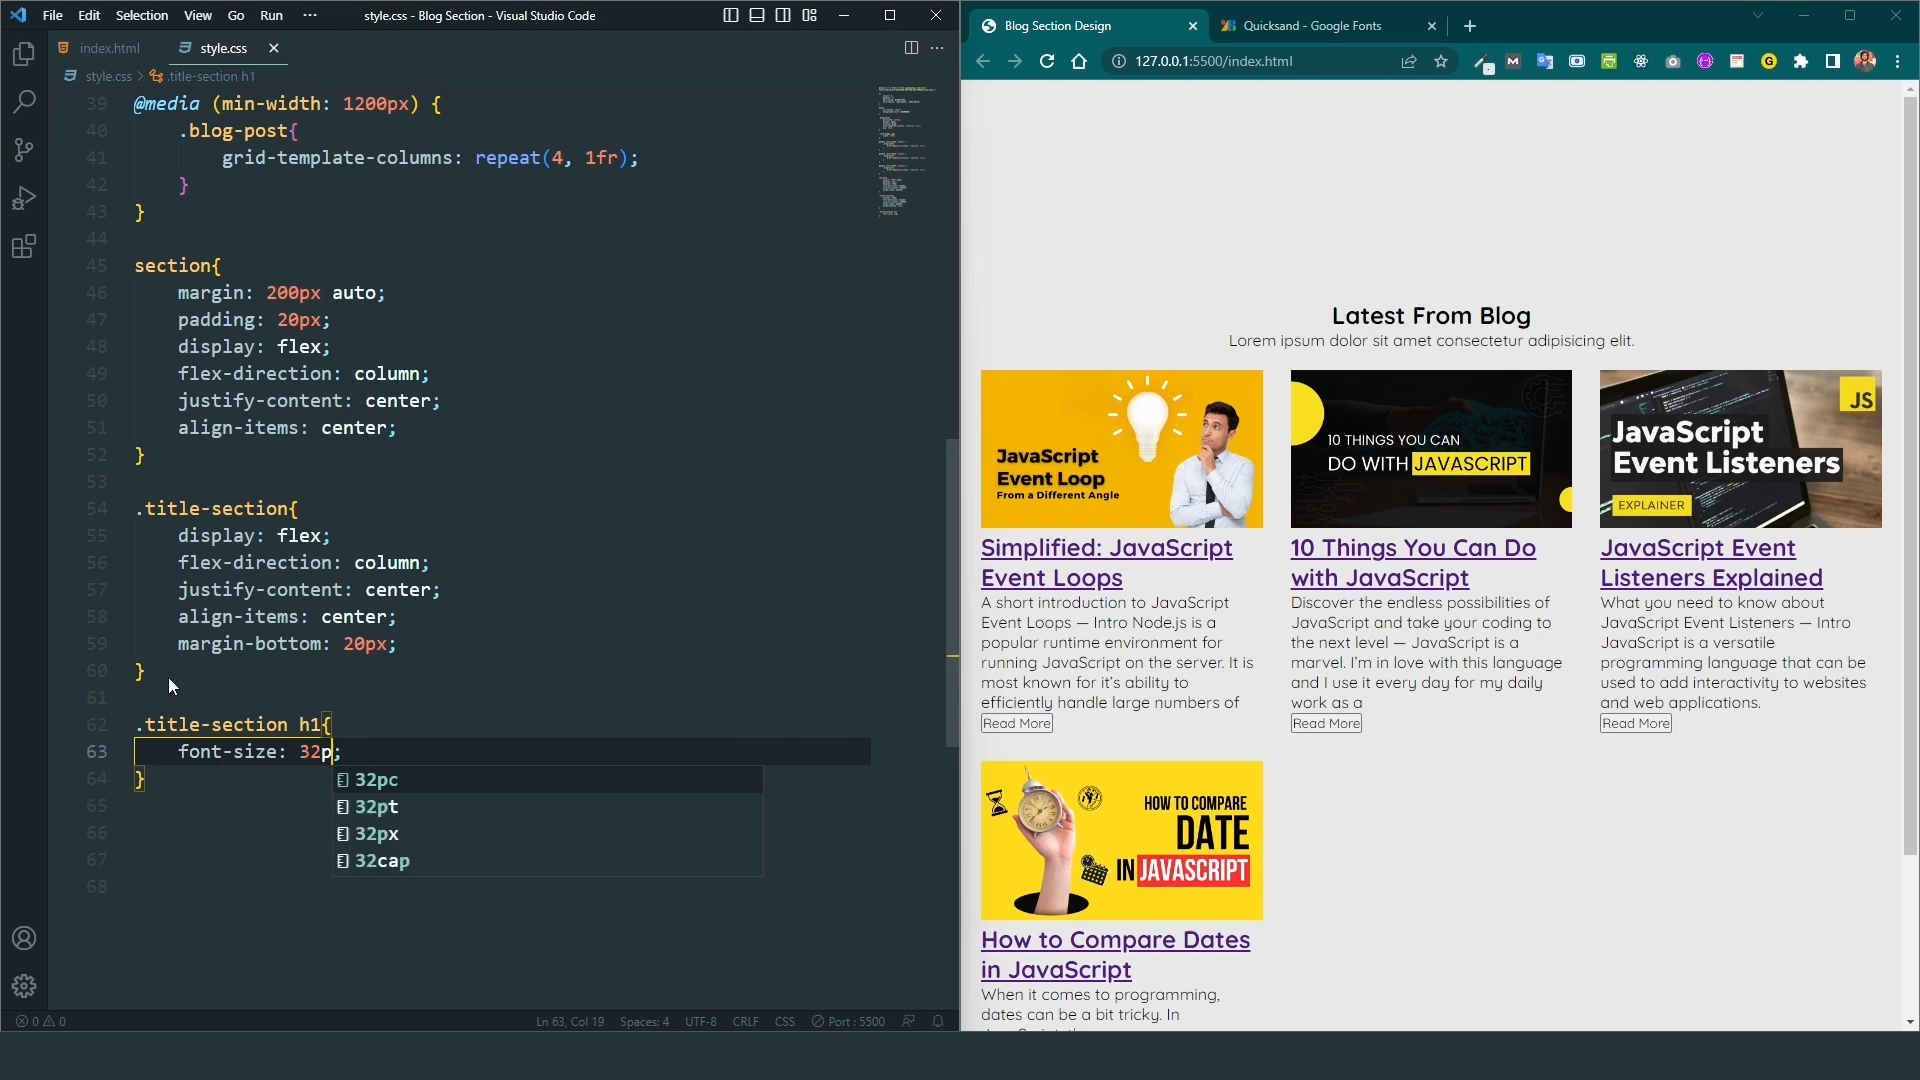 File Edit Selection View Go Run ··· style.css - Blog Section - Visual Studio Code
index.html
style.css
style.css > .title-section h1
39 @media (min-width: 1200px) {
40 .blog-post{
41 grid-template-columns: repeat(4, 1fr);
42 }
43 }
44
45 section{
46 margin: 200px auto;
47 padding: 20px;
48 display: flex;
49 flex-direction: column;
50 justify-content: center;
51 align-items: center;
52 }
53
54 .title-section{
55 display: flex;
56 flex-direction: column;
57 justify-content: center;
58 align-items: center;
59 margin-bottom: 20px;
60 }
61
62 .title-section h1{
63 font-size: 32p;
64 }
65
66
67
68
32pc
32pt
32px
32cap
0 0
Ln 63, Col 19 Spaces: 4 UTF-8 CRLF CSS Port : 5500
Blog Section Design
Quicksand - Google Fonts
127.0.0.1:5500/index.html
Latest From Blog
Lorem ipsum dolor sit amet consectetur adipisicing elit.
JavaScript
Event Loop
From a Different Angle
Simplified: JavaScript
Event Loops
A short introduction to JavaScript
Event Loops — Intro Node.js is a
popular runtime environment for
running JavaScript on the server. It is
most known for it's ability to
efficiently handle large numbers of
Read More
10 THINGS YOU CAN
DO WITH JAVASCRIPT
10 Things You Can Do
with JavaScript
Discover the endless possibilities of
JavaScript and take your coding to
the next level — JavaScript is a
marvel. I'm in love with this language
and I use it every day for my daily
work as a
Read More
JS
JavaScript
Event Listeners
EXPLAINER
JavaScript Event
Listeners Explained
What you need to know about
JavaScript Event Listeners — Intro
JavaScript is a versatile
programming language that can be
used to add interactivity to websites
and web applications.
Read More
HOW TO COMPARE
DATE
IN JAVASCRIPT
How to Compare Dates
in JavaScript
When it comes to programming,
dates can be a bit tricky. In